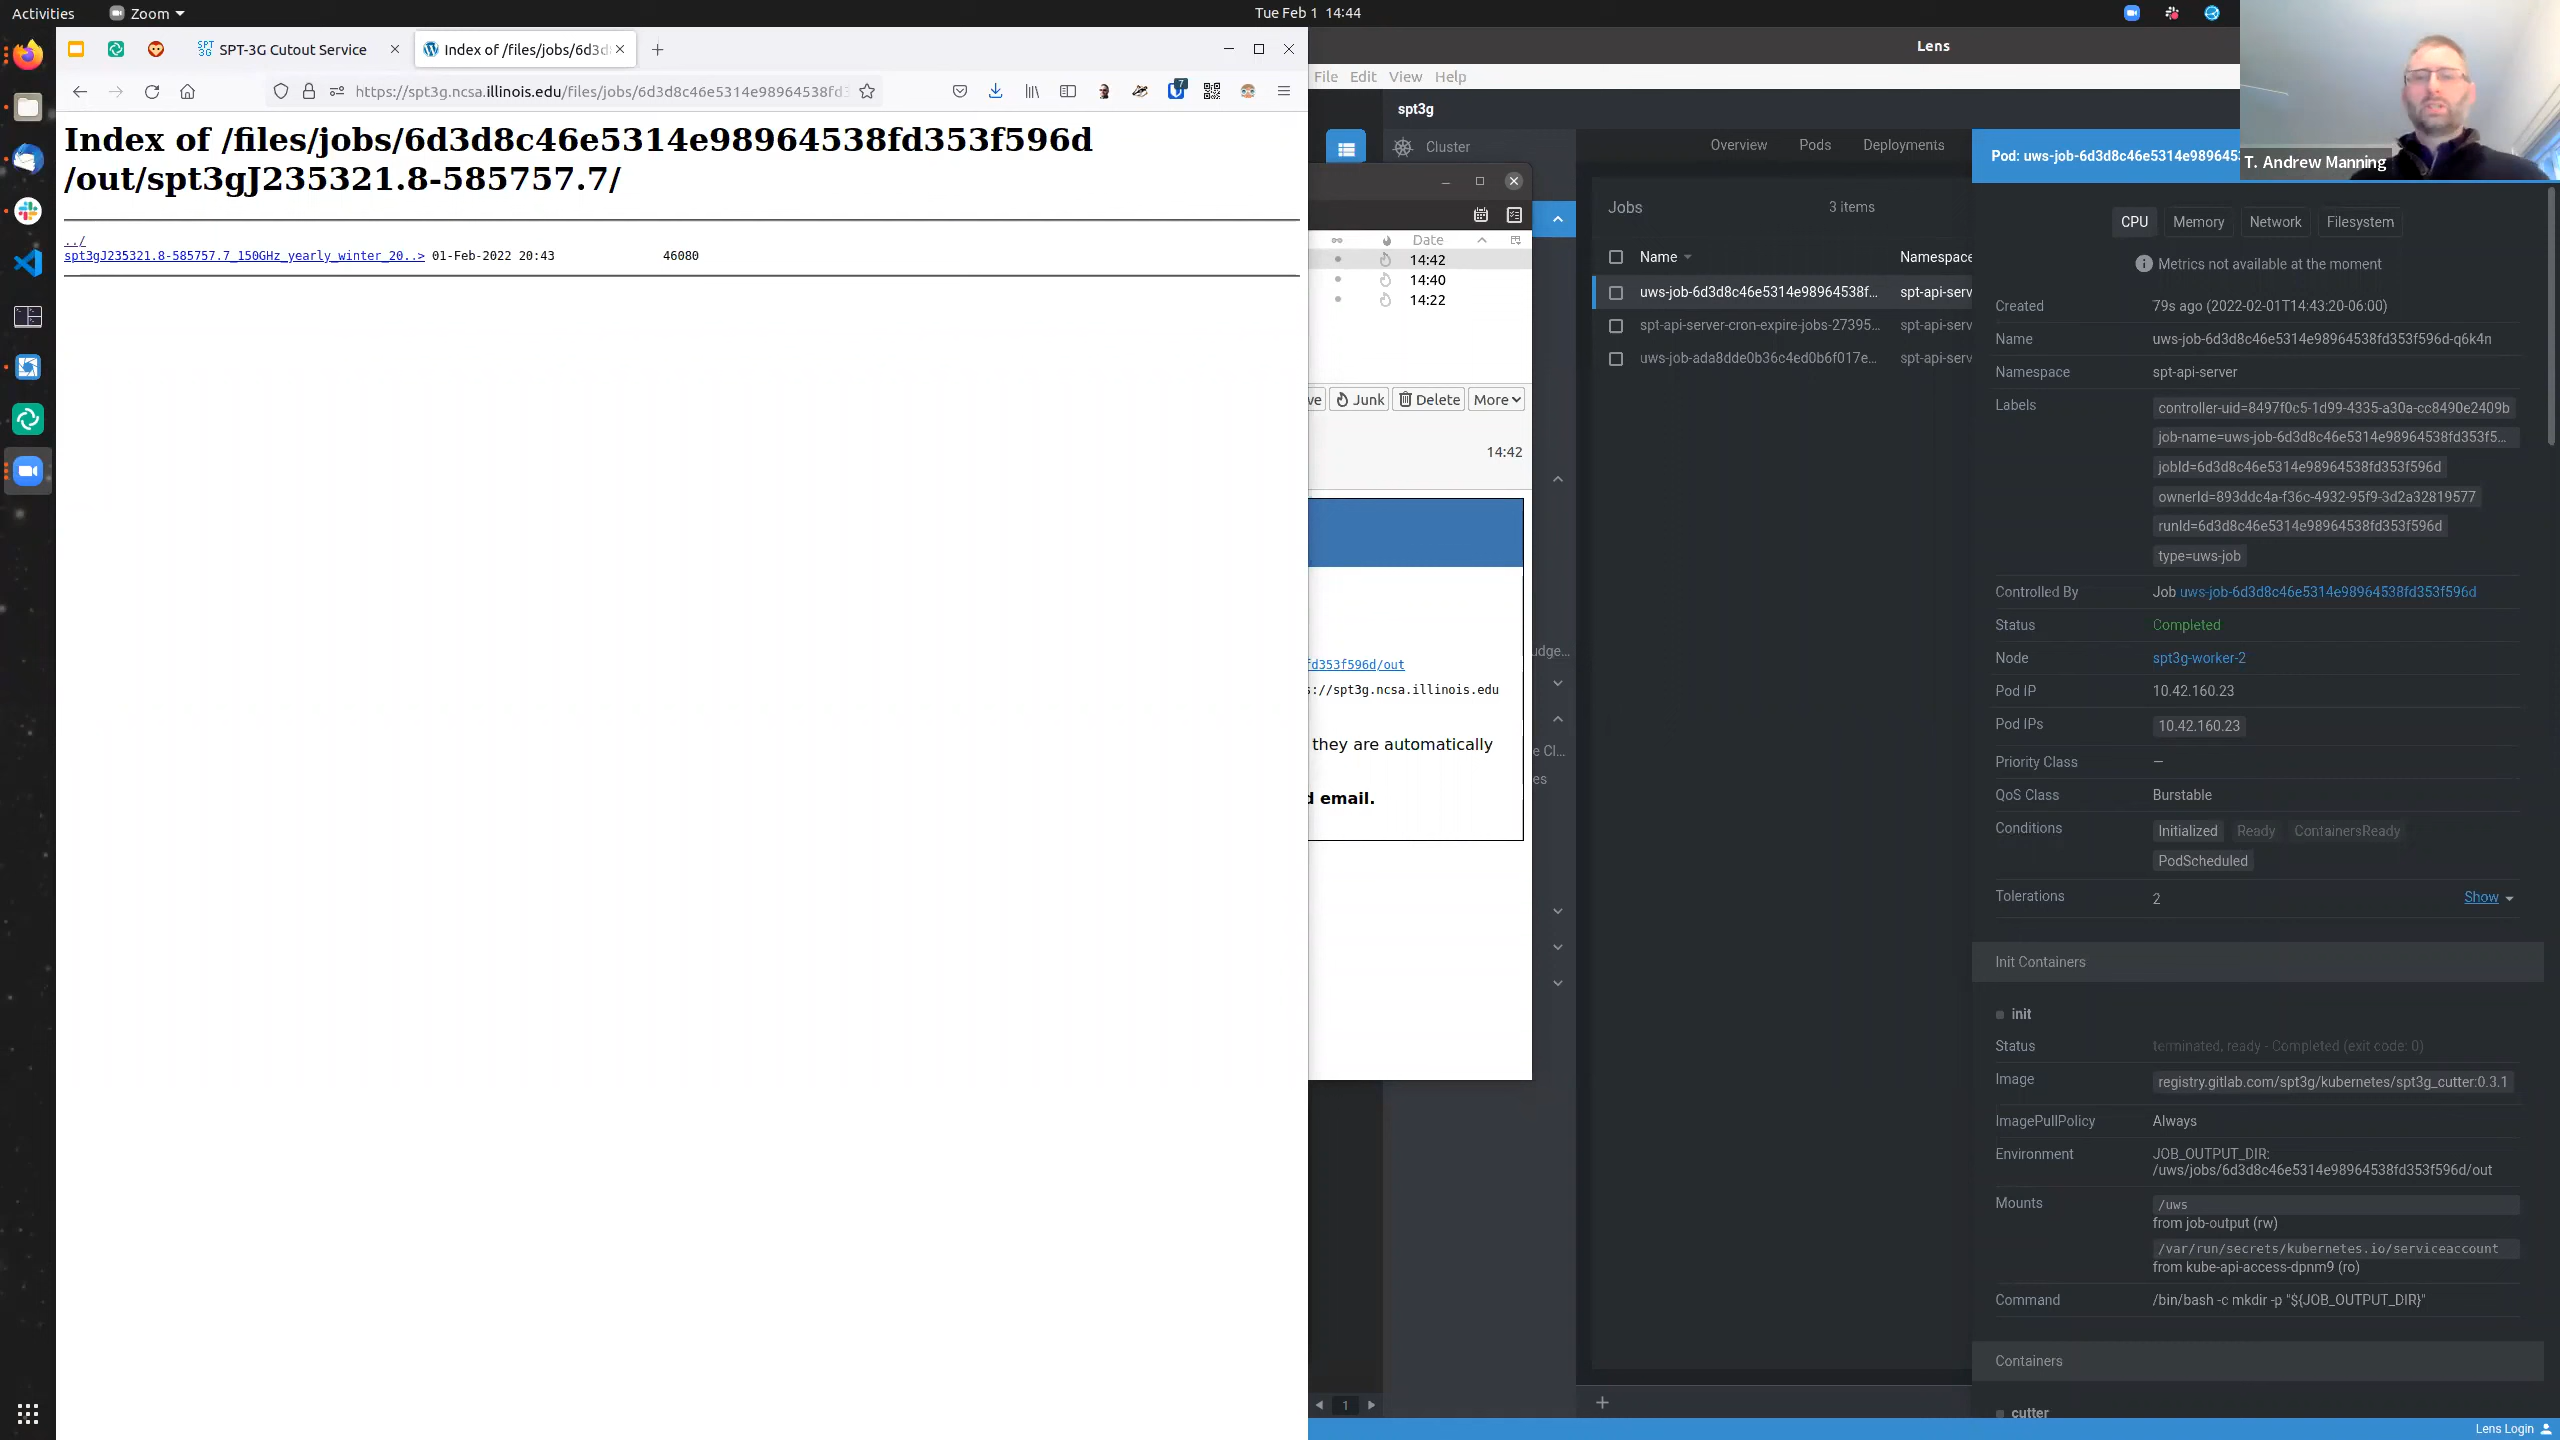 Activities
Zoom
Tue Feb 1 14:44
SPT 3G SPT-3G Cutout Service
Index of /files/jobs/6d3d
https://spt3g.ncsa.illinois.edu/files/jobs/6d3d8c46e5314e98964538fd3
7
Index of /files/jobs/6d3d8c46e5314e98964538fd353f596d
/out/spt3gJ235321.8-585757.7/
../
spt3gJ235321.8-585757.7_150GHz_yearly_winter_20..> 01-Feb-2022 20:43 46080
Date
14:42
14:40
14:22
ve Junk Delete More
14:42
fd353f596d/out
s://spt3g.ncsa.illinois.edu
they are automatically
d email.
Lens
File Edit View Help
spt3g
Cluster
udge...
e Cl...
es
Overview Pods Deployments
Jobs 3 items
Name Namespace
uws-job-6d3d8c46e5314e98964538f... spt-api-serv
spt-api-server-cron-expire-jobs-27395... spt-api-serv
uws-job-ada8dde0b36c4ed0b6f017e... spt-api-serv
Pod: uws-job-6d3d8c46e5314e989645
T. Andrew Manning
CPU Memory Network Filesystem
Metrics not available at the moment
Created 79s ago (2022-02-01T14:43:20-06:00)
Name uws-job-6d3d8c46e5314e98964538fd353f596d-q6k4n
Namespace spt-api-server
Labels controller-uid=8497f0c5-1d99-4335-a30a-cc8490e2409b
job-name=uws-job-6d3d8c46e5314e98964538fd353f5...
jobId=6d3d8c46e5314e98964538fd353f596d
ownerId=893ddc4a-f36c-4932-95f9-3d2a32819577
runId=6d3d8c46e5314e98964538fd353f596d
type=uws-job
Controlled By Job uws-job-6d3d8c46e5314e98964538fd353f596d
Status Completed
Node spt3g-worker-2
Pod IP 10.42.160.23
Pod IPs 10.42.160.23
Priority Class —
QoS Class Burstable
Conditions Initialized Ready ContainersReady
PodScheduled
Tolerations 2 Show
Init Containers
init
Status terminated, ready - Completed (exit code: 0)
Image registry.gitlab.com/spt3g/kubernetes/spt3g_cutter:0.3.1
ImagePullPolicy Always
Environment JOB_OUTPUT_DIR:
/uws/jobs/6d3d8c46e5314e98964538fd353f596d/out
Mounts /uws
from job-output (rw)
/var/run/secrets/kubernetes.io/serviceaccount
from kube-api-access-dpnm9 (ro)
Command /bin/bash -c mkdir -p "${JOB_OUTPUT_DIR}"
Containers
cutter
1
+
Lens Login